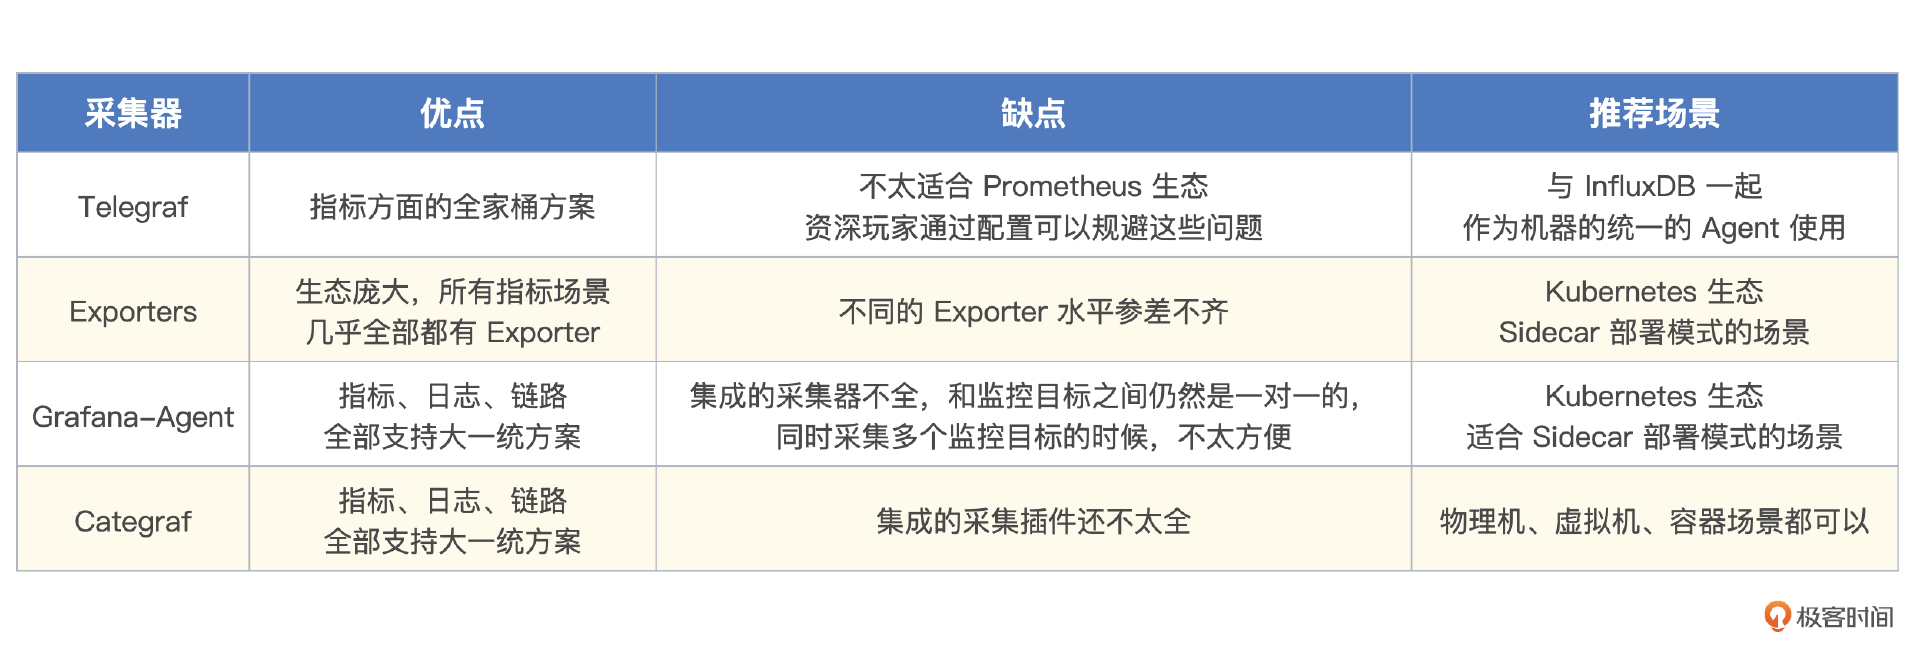 采集器 优点 缺点 推荐场景
Telegraf
指标方面的全家桶方案
不太适合 Prometheus 生态
资深玩家通过配置可以规避这些问题
与 InfluxDB 一起
作为机器的统一的 Agent 使用
Exporters
生态庞大，所有指标场景
几乎全部都有 Exporter
不同的 Exporter 水平参差不齐
Kubernetes 生态
Sidecar 部署模式的场景
Grafana-Agent
指标、日志、链路
全部支持大一统方案
集成的采集器不全，和监控目标之间仍然是一对一的，
同时采集多个监控目标的时候，不太方便
Kubernetes 生态
适合 Sidecar 部署模式的场景
Categraf
指标、日志、链路
全部支持大一统方案
集成的采集插件还不太全
物理机、虚拟机、容器场景都可以
极客时间